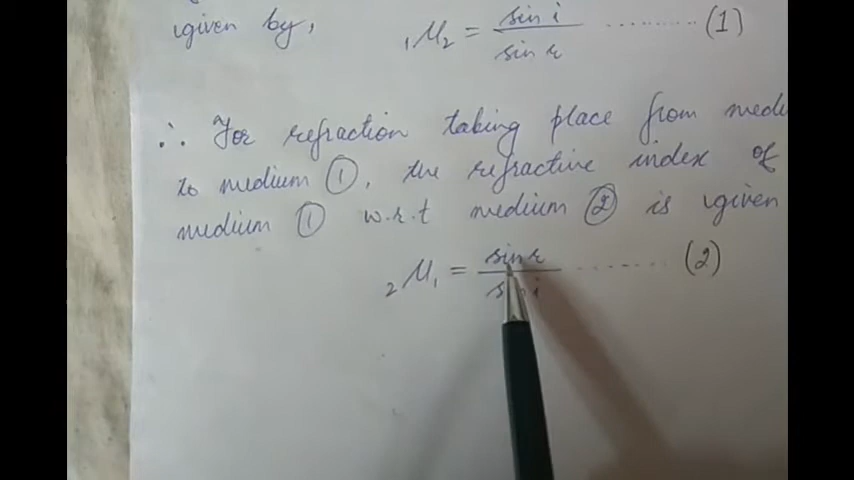 given by, ₁μ₂ = sin i / sin r ......... (1)
∴ For refraction taking place from
to medium ①, the refractive index of
medium ① w.r.t medium ② is given
₂μ₁ = sin r / sin i ......... (2)